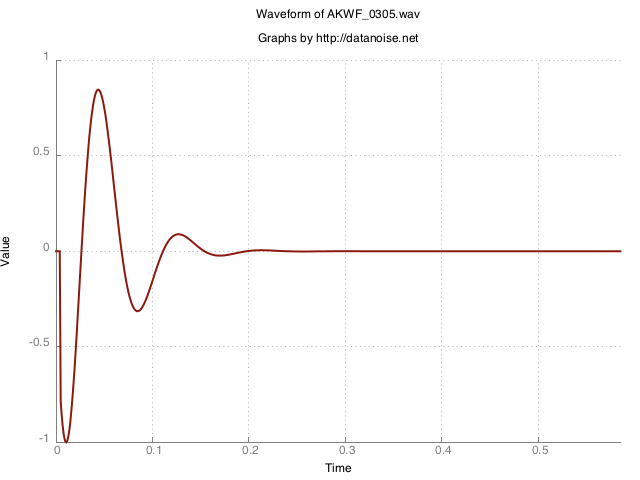 Waveform of AKWF_0305.wav
Graphs by http://datanoise.net
1
0.5
0
-0.5
-1
Value
0 0.1 0.2 0.3 0.4 0.5
Time